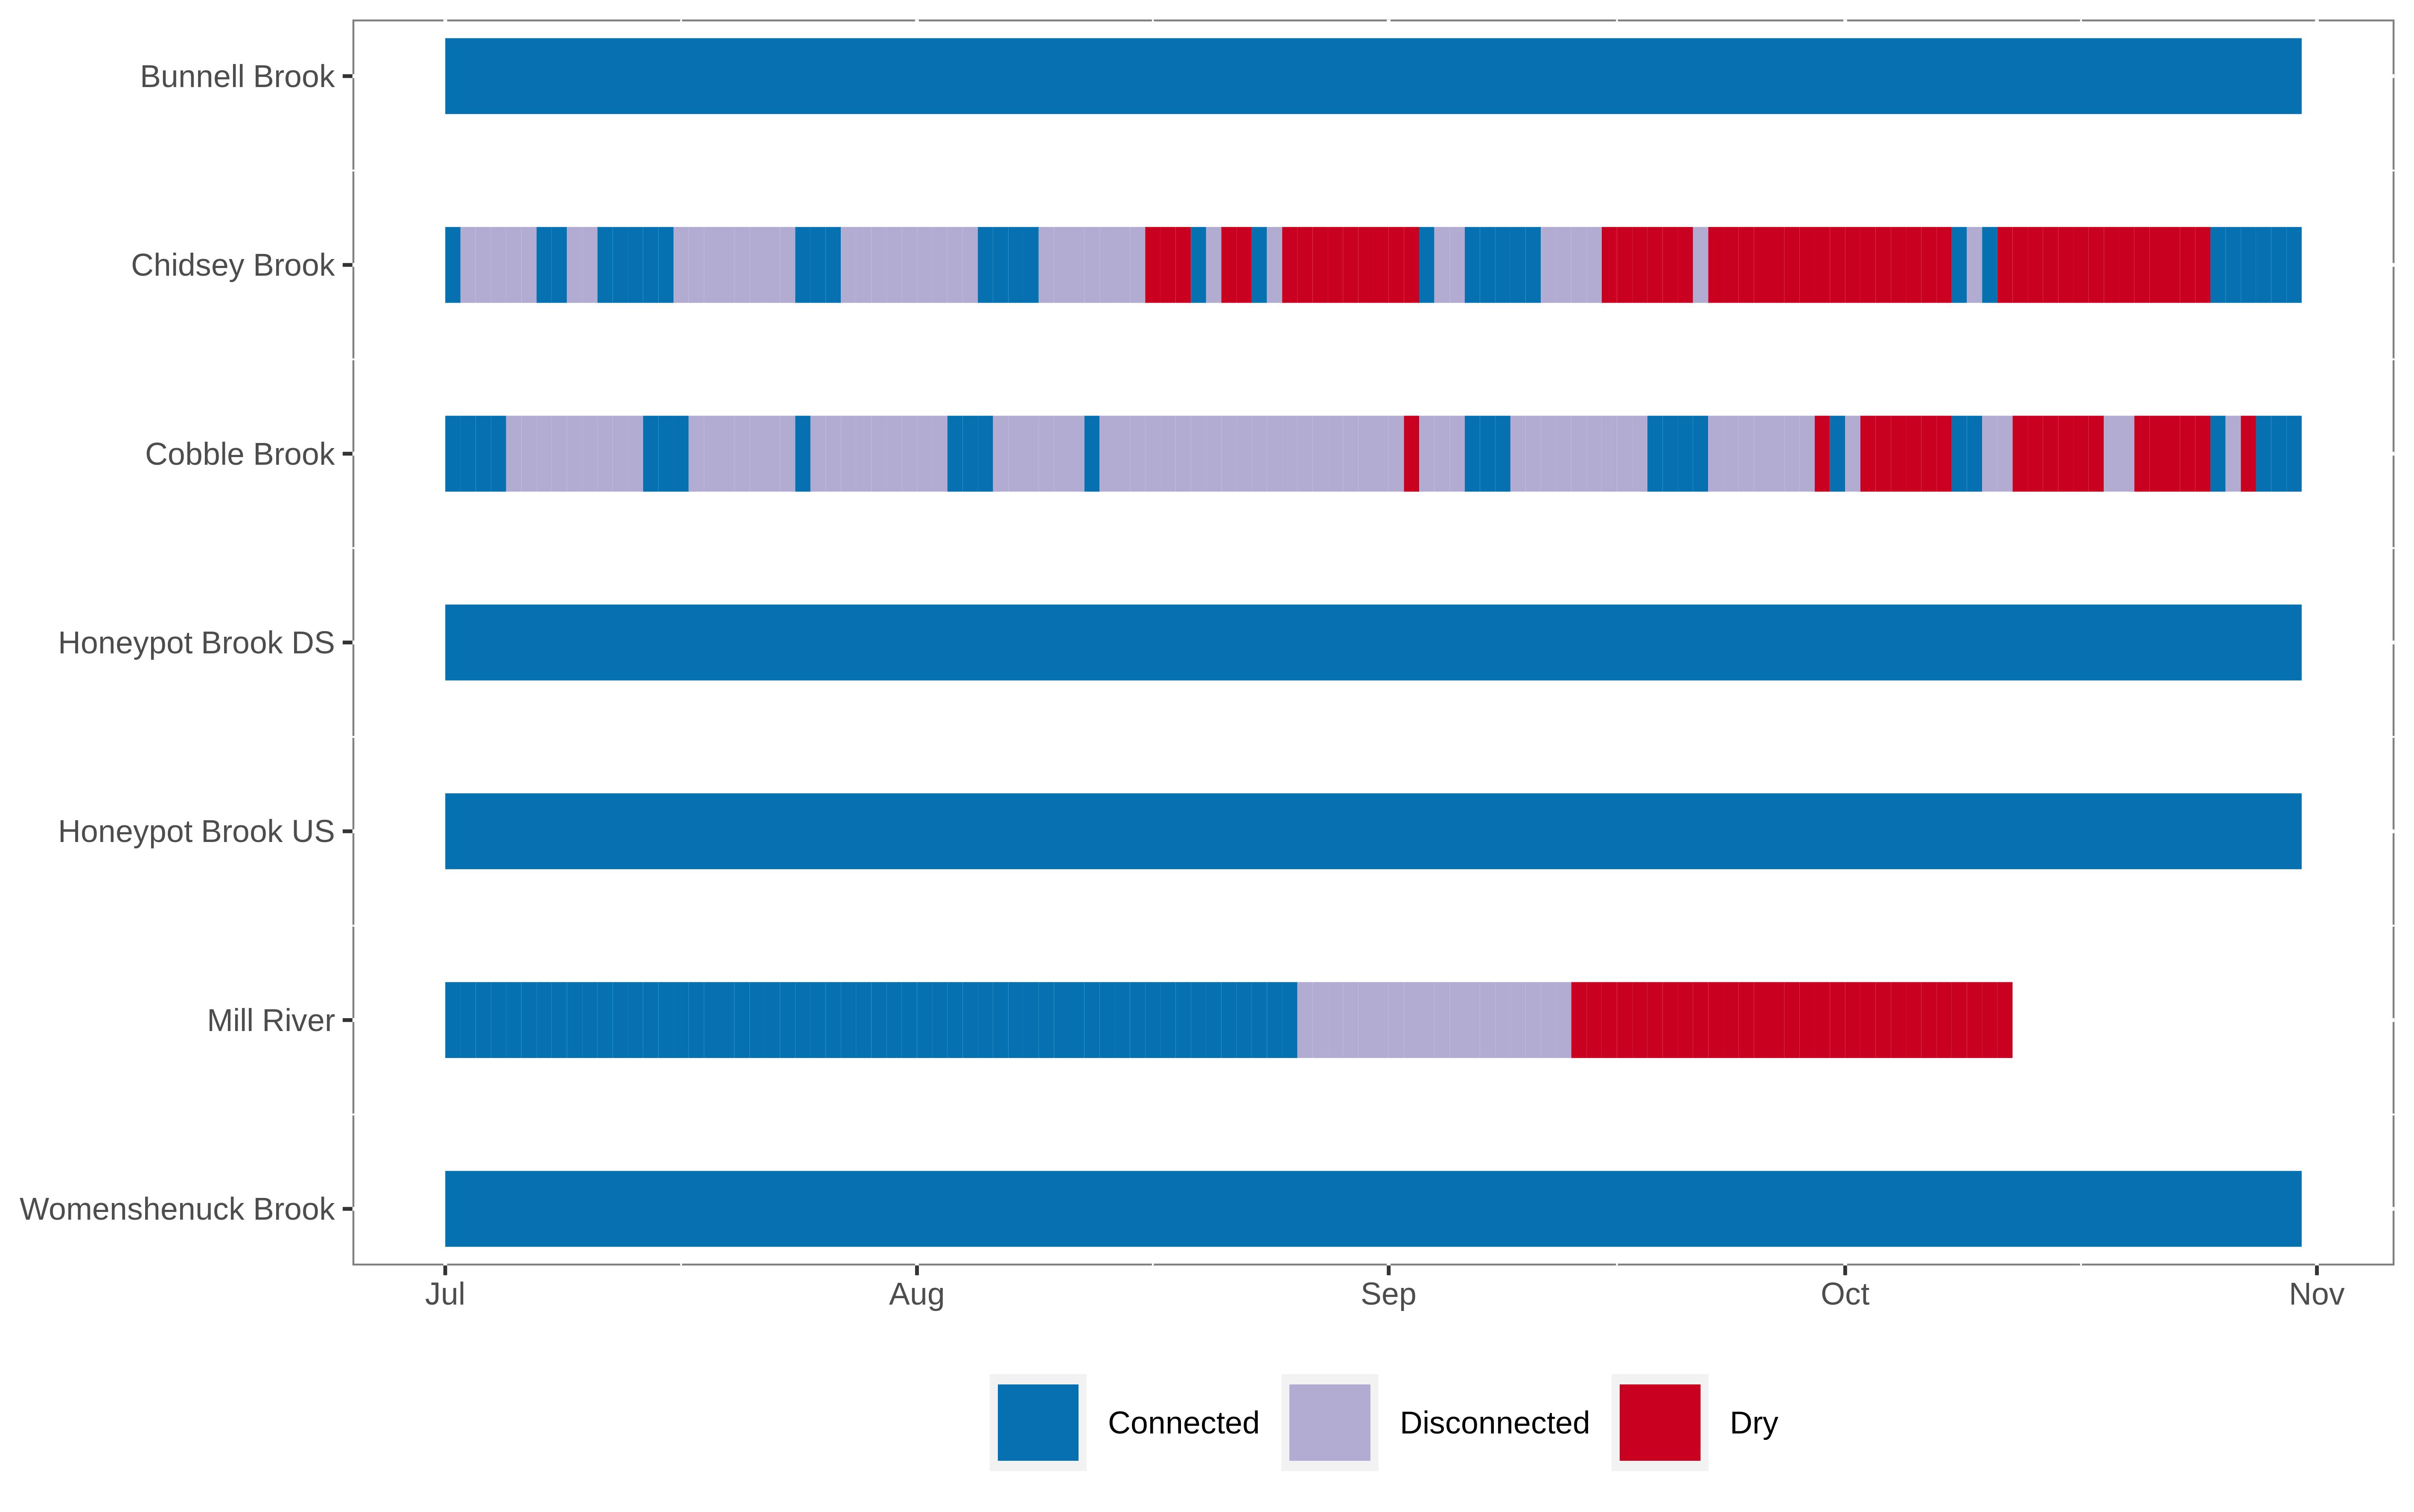 Bunnell Brook
Chidsey Brook
Cobble Brook
Honeypot Brook DS
Honeypot Brook US
Mill River
Womenshenuck Brook
Jul Aug Sep Oct Nov
Connected Disconnected Dry